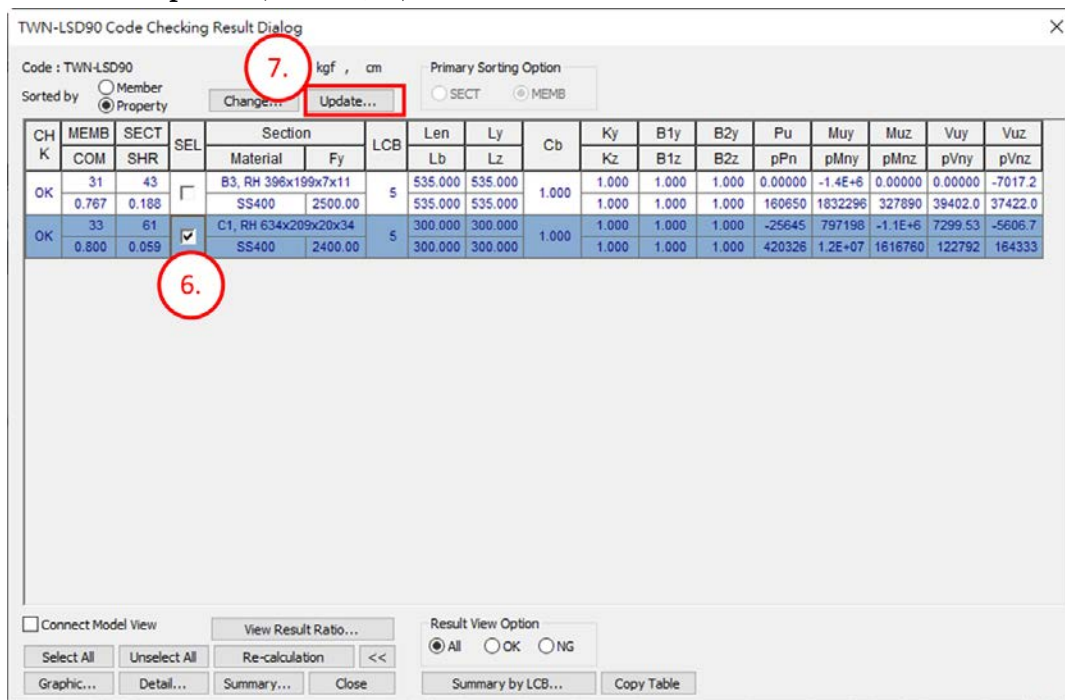 TWN-LSD90 Code Checking Result Dialog
Code : TWN-LSD90 kgf , cm Primary Sorting Option
Sorted by Member Property Change... Update... SECT MEMB
7.
CHK MEMB SECT SEL Section LCB Len Ly Cb Ky B1y B2y Pu Muy Muz Vuy Vuz
COM SHR Material Fy Lb Lz Kz B1z B2z pPn pMny pMnz pVny pVnz
OK 31 43 B3, RH 396x199x7x11 5 535.000 535.000 1.000 1.000 1.000 1.000 0.00000 -1.4E+6 0.00000 0.00000 -7017.2
0.767 0.188 SS400 2500.00 535.000 535.000 1.000 1.000 1.000 160650 1832296 327890 39402.0 37422.0
OK 33 61 C1, RH 634x209x20x34 5 300.000 300.000 1.000 1.000 1.000 1.000 -25645 797198 -1.1E+6 7299.53 -5606.7
0.800 0.059 SS400 2400.00 300.000 300.000 1.000 1.000 1.000 420326 1.2E+07 1616760 122792 164333
6.
Connect Model View View Result Ratio... Result View Option
Select All Unselect All Re-calculation << All OK NG
Graphic... Detail... Summary... Close Summary by LCB... Copy Table